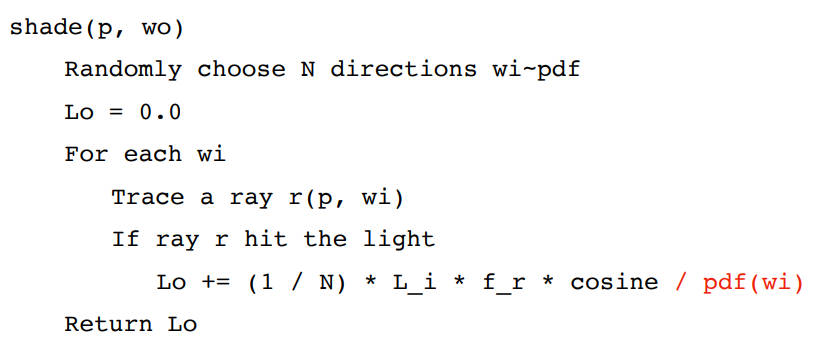 shade(p, wo)
Randomly choose N directions wi~pdf
Lo = 0.0
For each wi
Trace a ray r(p, wi)
If ray r hit the light
Lo += (1 / N) * L_i * f_r * cosine / pdf(wi)
Return Lo